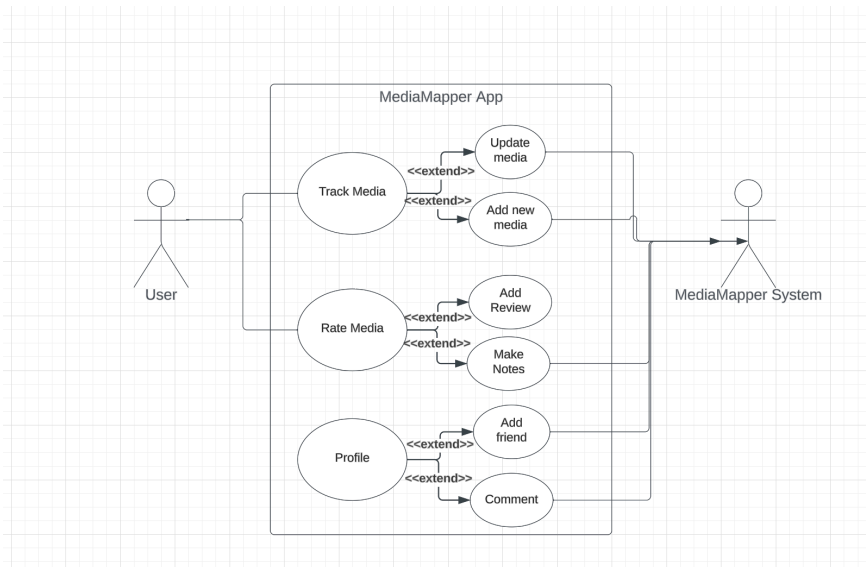 MediaMapper App
Update
media
<<extend>>
Track Media
<<extend>>
Add new
media
User
MediaMapper System
Add
Review
<<extend>>
Rate Media
<<extend>>
Make
Notes
Add
friend
<<extend>>
Profile
<<extend>>
Comment